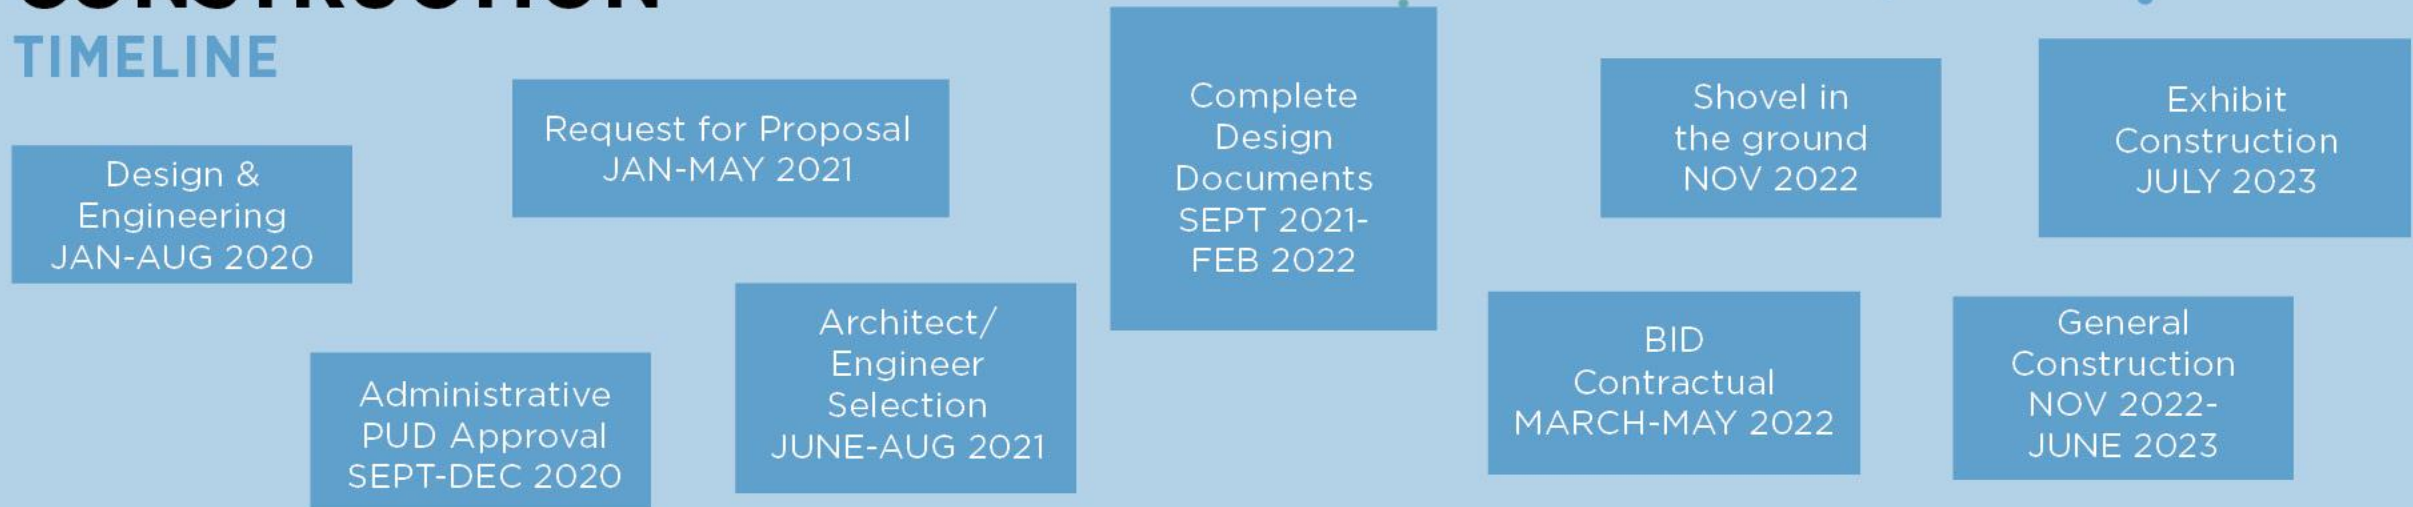 CONSTRUCTION
TIMELINE
Design &
Engineering
JAN-AUG 2020
Administrative
PUD Approval
SEPT-DEC 2020
Request for Proposal
JAN-MAY 2021
Architect/
Engineer
Selection
JUNE-AUG 2021
Complete
Design
Documents
SEPT 2021-
FEB 2022
BID
Contractual
MARCH-MAY 2022
Shovel in
the ground
NOV 2022
General
Construction
NOV 2022-
JUNE 2023
Exhibit
Construction
JULY 2023